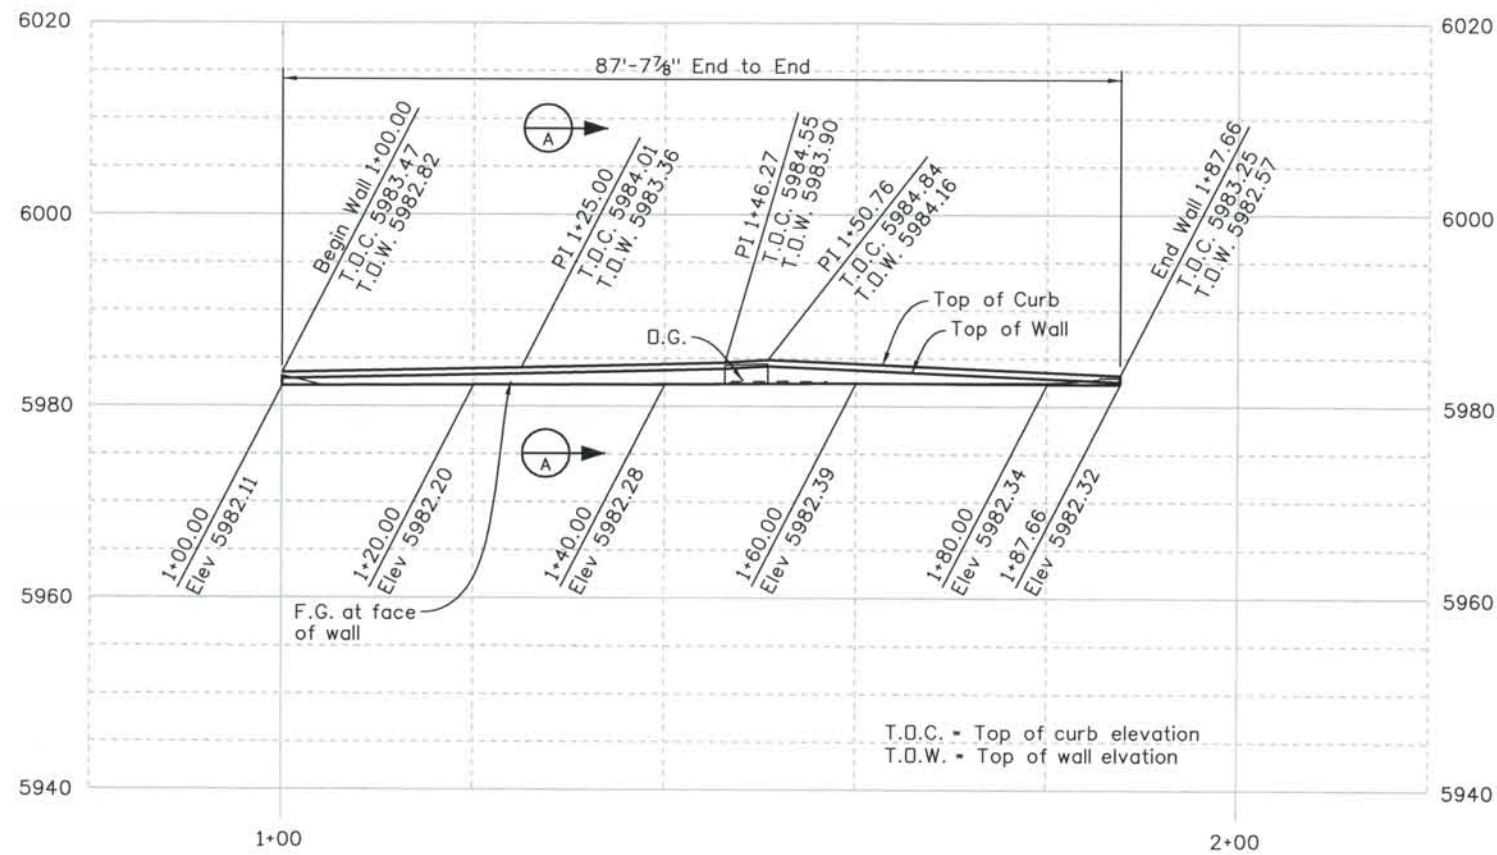 6020
6020
87'-7⅞" End to End
A
Begin Wall 1+00.00
T.O.C. 5983.47
T.O.W. 5982.82
PI 1+25.00
T.O.C. 5984.01
T.O.W. 5983.36
PI 1+46.27
T.O.C. 5984.55
T.O.W. 5983.90
PI 1+50.76
T.O.C. 5984.84
T.O.W. 5984.16
End Wall 1+87.66
T.O.C. 5983.25
T.O.W. 5982.57
6000
6000
Top of Curb
Top of Wall
O.G.
5980
5980
A
1+00.00
Elev 5982.11
1+20.00
Elev 5982.20
1+40.00
Elev 5982.28
1+60.00
Elev 5982.39
1+80.00
Elev 5982.34
1+87.66
Elev 5982.32
5960
5960
F.G. at face
of wall
T.O.C. = Top of curb elevation
T.O.W. = Top of wall elvation
5940
5940
1+00
2+00